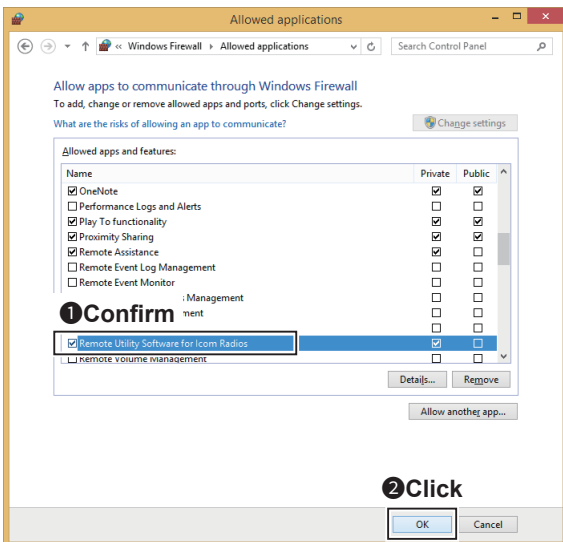 Allowed applications
« Windows Firewall › Allowed applications
Search Control Panel
Allow apps to communicate through Windows Firewall
To add, change or remove allowed apps and ports, click Change settings.
What are the risks of allowing an app to communicate?
Change settings
Allowed apps and features:
Name Private Public
OneNote
Performance Logs and Alerts
Play To functionality
Proximity Sharing
Remote Assistance
Remote Event Log Management
Remote Event Monitor
Management
❶Confirm
Remote Utility Software for Icom Radios
Remote Volume Management
Details... Remove
Allow another app...
❷Click
OK Cancel